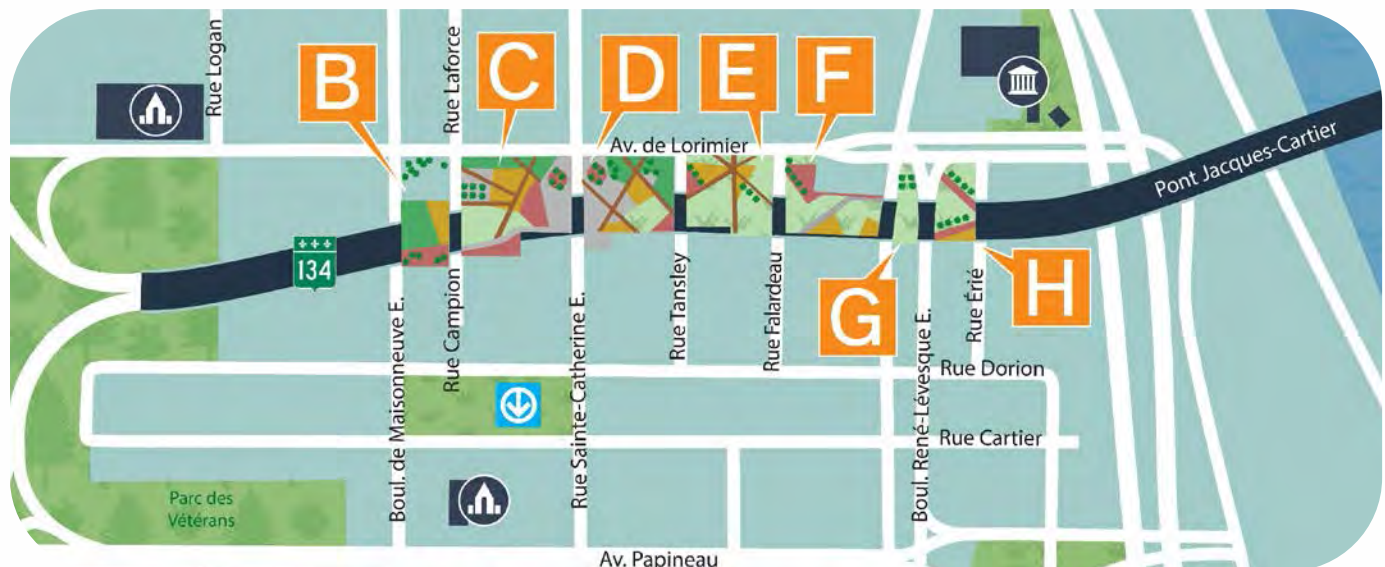 Rue Logan
Rue Laforce
B
C
D
E
F
Av. de Lorimier
Pont Jacques-Cartier
134
G
H
Boul. de Maisonneuve E.
Rue Campion
Rue Sainte-Catherine E.
Rue Tansley
Rue Falardeau
Boul. René-Lévesque E.
Rue Érié
Rue Dorion
Rue Cartier
Parc des
Vétérans
Av. Papineau